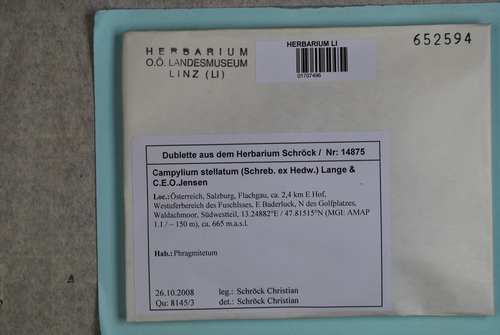 HERBARIUM
O.Ö. LANDESMUSEUM
LINZ (LI)
HERBARIUM LI
01707496
652594
Dublette aus dem Herbarium Schröck / Nr: 14875
Campylium stellatum (Schreb. ex Hedw.) Lange &
C.E.O.Jensen
Loc.: Österreich, Salzburg, Flachgau, ca. 2,4 km E Hof,
Westuferbereich des Fuschlsses, E Baderluck, N des Golfplatzes,
Waldachmoor, Südwestteil, 13.24882°E / 47.81515°N (MGI: AMAP
1.1 / ~ 150 m), ca. 665 m.a.s.l.
Hab.: Phragmitetum
26.10.2008 leg.: Schröck Christian
Qu: 8145/3 det.: Schröck Christian